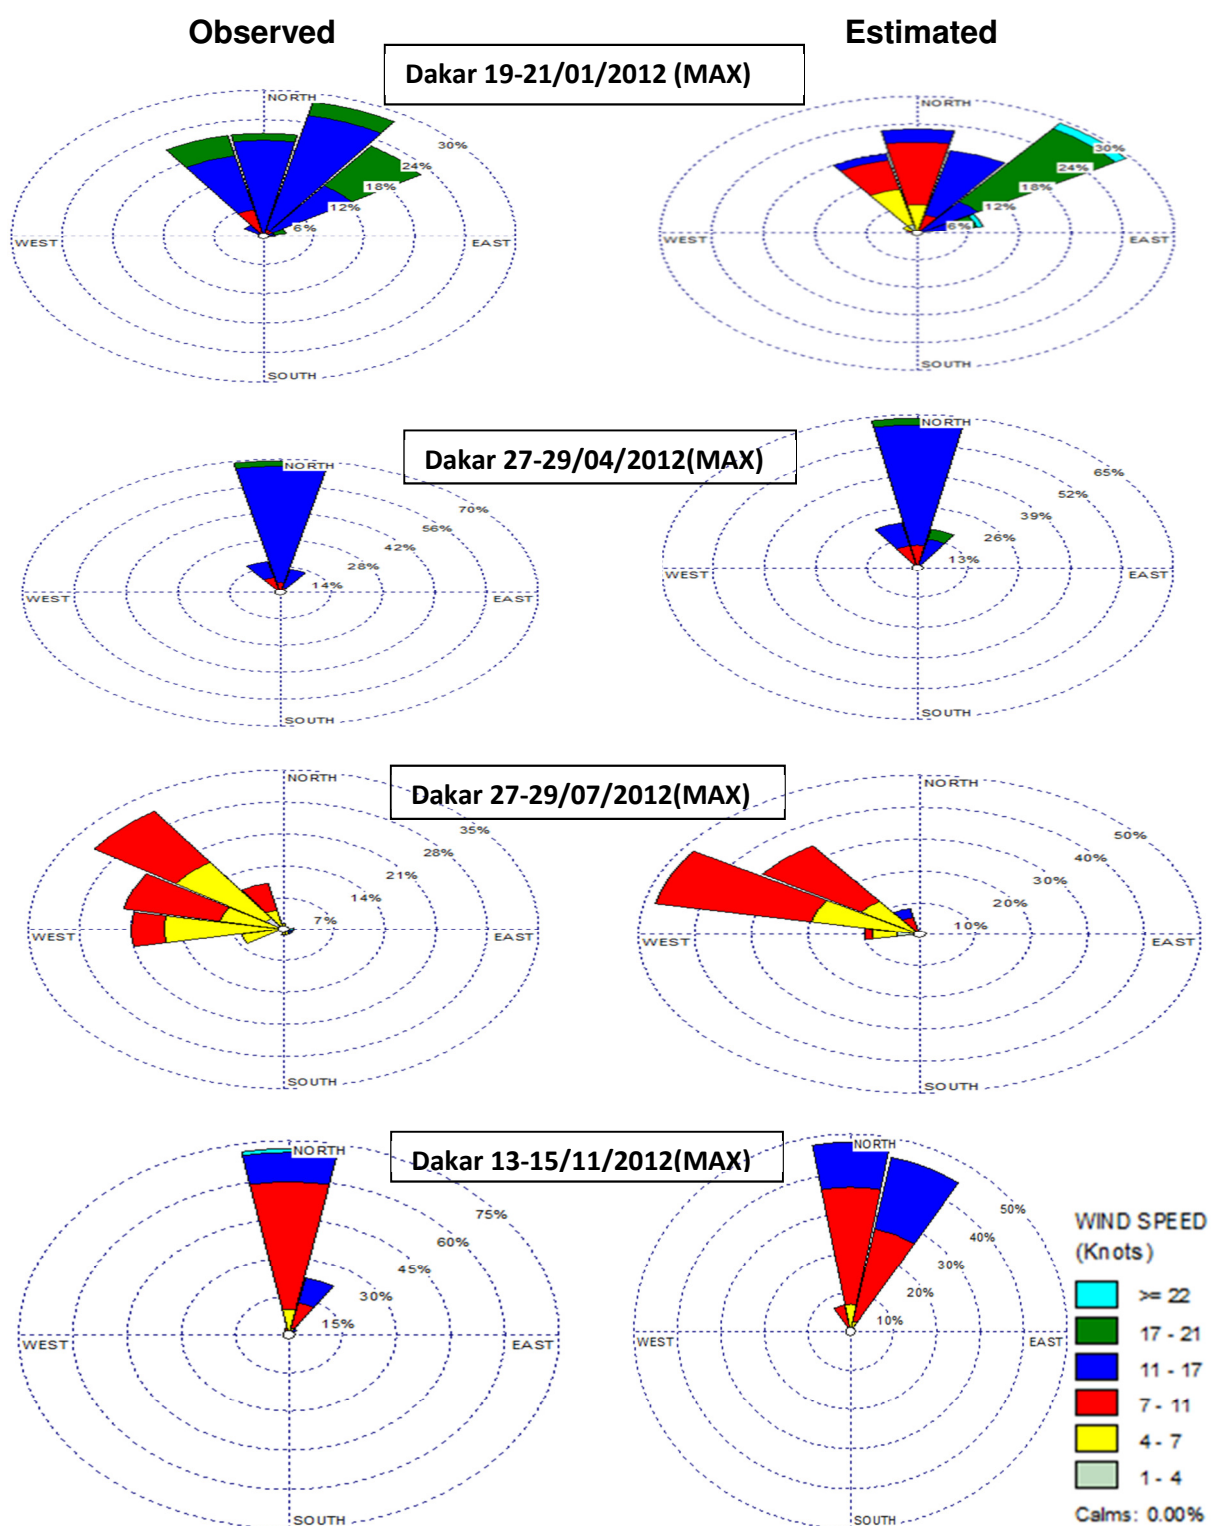 Observed
Estimated
Dakar 19-21/01/2012 (MAX)
NORTH
30%
24%
18%
12%
6%
WEST
EAST
SOUTH
NORTH
30%
24%
18%
12%
6%
WEST
EAST
SOUTH
Dakar 27-29/04/2012(MAX)
NORTH
70%
56%
42%
28%
14%
WEST
EAST
SOUTH
NORTH
65%
52%
39%
26%
13%
WEST
EAST
SOUTH
Dakar 27-29/07/2012(MAX)
NORTH
35%
28%
21%
14%
7%
WEST
EAST
SOUTH
NORTH
50%
40%
30%
20%
10%
WEST
EAST
SOUTH
Dakar 13-15/11/2012(MAX)
NORTH
75%
60%
45%
30%
15%
WEST
EAST
SOUTH
NORTH
50%
40%
30%
20%
10%
WEST
EAST
SOUTH
WIND SPEED
(Knots)
>= 22
17 - 21
11 - 17
7 - 11
4 - 7
1 - 4
Calms: 0.00%